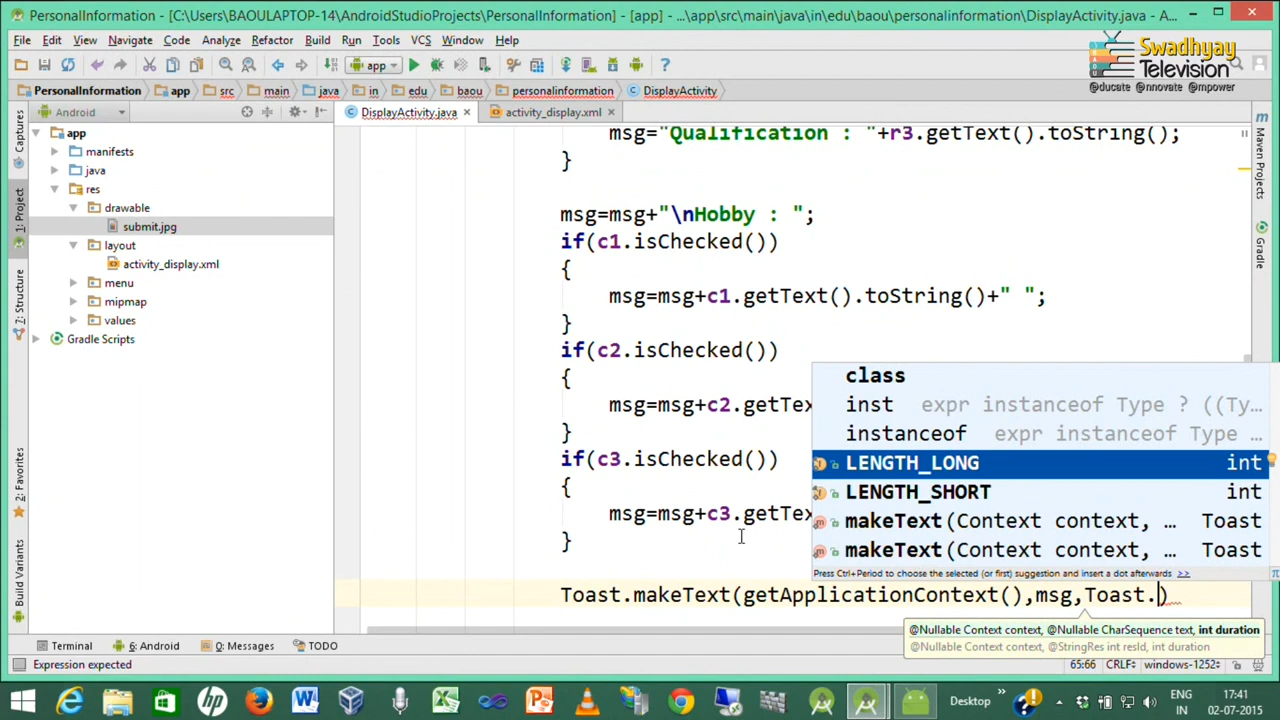 PersonalInformation - [C:\Users\BAOULAPTOP-14\AndroidStudioProjects\PersonalInformation] - [app] - ...\app\src\main\java\in\edu\baou\personalinformation\DisplayActivity.java - A...
File Edit View Navigate Code Analyze Refactor Build Run Tools VCS Window Help
Swadhyay
Television
@ducate @nnovate @mpower
app
PersonalInformation app src main java in edu baou personalinformation DisplayActivity
Android
DisplayActivity.java
activity_display.xml
app
manifests
java
res
drawable
submit.jpg
layout
activity_display.xml
menu
mipmap
values
Gradle Scripts
Captures
1: Project
7: Structure
2: Favorites
Build Variants
Maven Projects
Gradle
msg="Qualification : "+r3.getText().toString();
}
msg=msg+"\nHobby : ";
if(c1.isChecked())
{
msg=msg+c1.getText().toString()+" ";
}
if(c2.isChecked())
{
msg=msg+c2.getTex
}
if(c3.isChecked())
{
msg=msg+c3.getTex
}
Toast.makeText(getApplicationContext(),msg,Toast.)
class
inst expr instanceof Type ? ((Ty...
instanceof expr instanceof Type ...
LENGTH_LONG int
LENGTH_SHORT int
makeText(Context context, ... Toast
makeText(Context context, ... Toast
Press Ctrl+Period to choose the selected (or first) suggestion and insert a dot afterwards >>
@Nullable Context context, @Nullable CharSequence text, int duration
@Nullable Context context, @StringRes int resId, int duration
Terminal 6: Android 0: Messages TODO
Expression expected
65:66 CRLF÷ windows-1252÷
Desktop
ENG
IN
17:41
02-07-2015